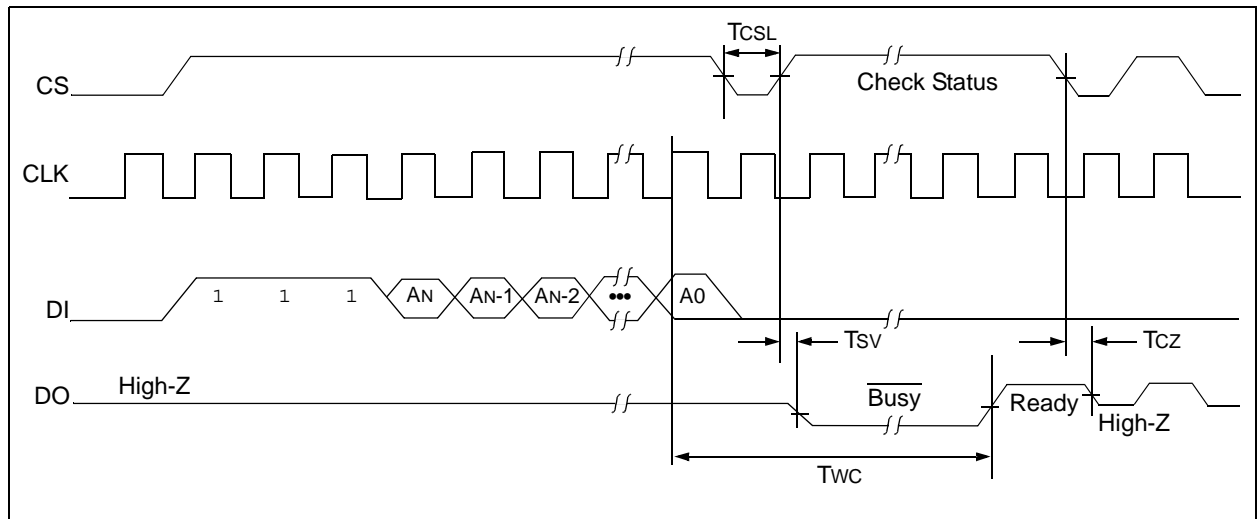 TCSL
CS
Check Status
CLK
DI
1 1 1 AN AN-1 AN-2 ••• A0
TSV
TCZ
DO
High-Z
Busy
Ready
High-Z
TWC